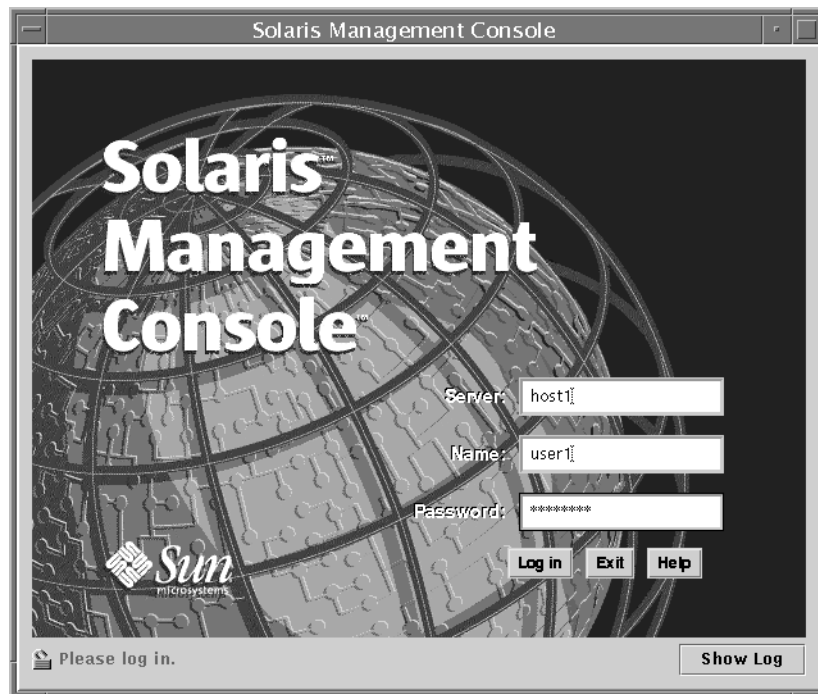 Solaris Management Console
Solaris™
Management
Console™
Server: host1
Name: user1
Password: ********
Log in Exit Help
Sun
microsystems
Please log in.
Show Log